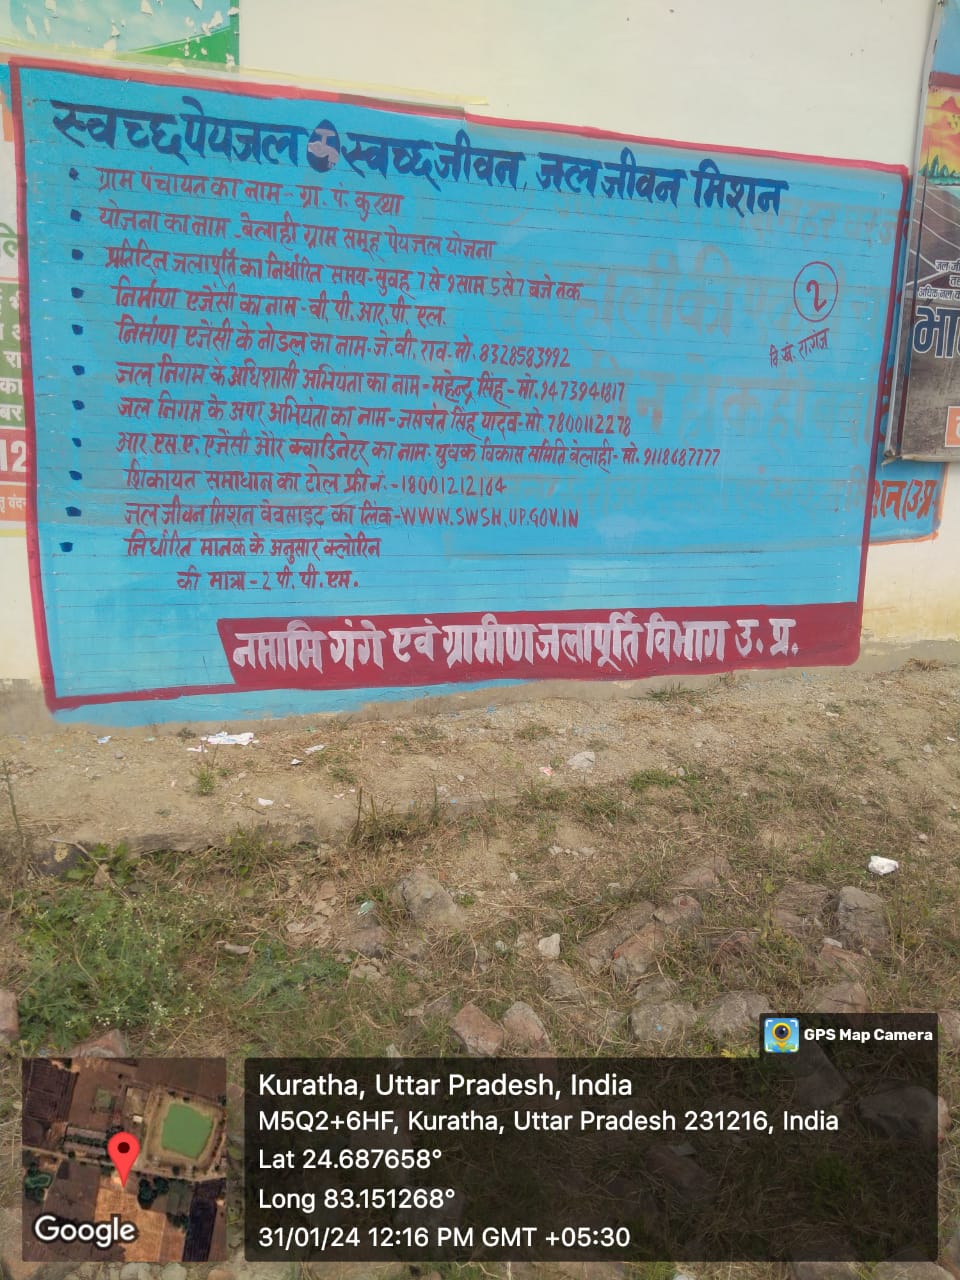 स्वच्छ पेयजल से स्वच्छ जीवन, जल जीवन मिशन
ग्राम पंचायत का नाम - ग्रा. पं. कुरथा
योजना का नाम - बेलाही ग्राम समूह पेयजल योजना
प्रतिदिन जलापूर्ति का निर्धारित समय - सुवह 7 से 9 साम 5 से 7 बजे तक
निर्माण एजेंसी का नाम - वी. पी. आर. पी. एल.
निर्माण एजेंसी के नोडल का नाम - जे. वी. राव - मो. 8328583992
जल निगम के अधिशासी अभियंता का नाम - महेन्द्र सिंह - मो. 9473941817
जल निगम के अपर अभियंता का नाम - जसवंत सिंह यादव - मो. 7800112278
आर. एस. ए. एजेंसी और क्वाडिनेटर का नाम - युवक विकास समिति बेलाही - मो. 9118687777
शिकायत समाधान का टोल फ्री नं. - 18001212164
जल जीवन मिशन वेवसाइट का लिंक - WWW.SWSH.UP.GOV.IN
निर्धारित मानक के अनुसार क्लोरिन
की मात्रा - 2 पी. पी. एम.
2
वि. खं. राजगंज
नमामि गंगे एवं ग्रामीण जलापूर्ति विभाग उ. प्र.
GPS Map Camera
Kuratha, Uttar Pradesh, India
M5Q2+6HF, Kuratha, Uttar Pradesh 231216, India
Lat 24.687658°
Long 83.151268°
31/01/24 12:16 PM GMT +05:30
Google